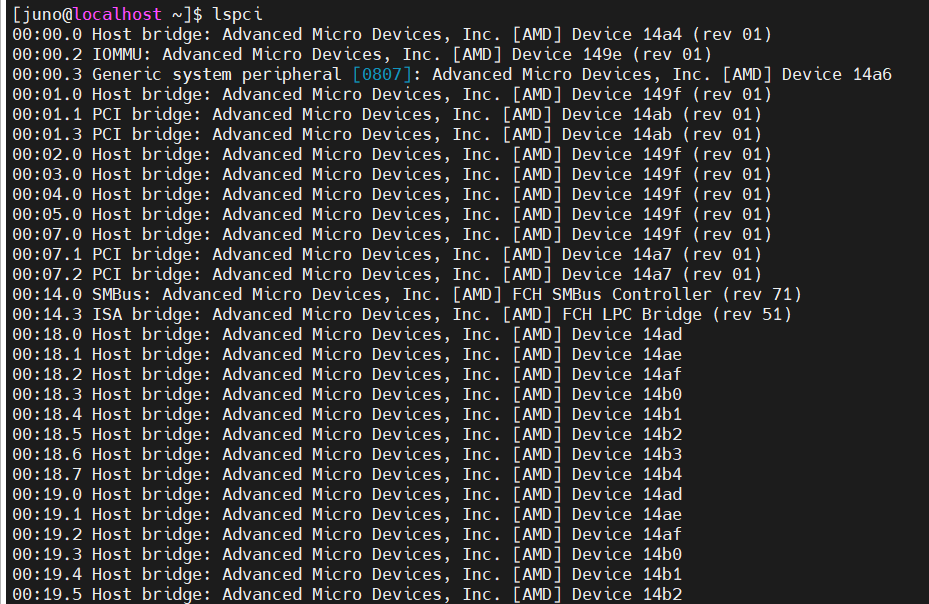 [juno@localhost ~]$ lspci
00:00.0 Host bridge: Advanced Micro Devices, Inc. [AMD] Device 14a4 (rev 01)
00:00.2 IOMMU: Advanced Micro Devices, Inc. [AMD] Device 149e (rev 01)
00:00.3 Generic system peripheral [0807]: Advanced Micro Devices, Inc. [AMD] Device 14a6
00:01.0 Host bridge: Advanced Micro Devices, Inc. [AMD] Device 149f (rev 01)
00:01.1 PCI bridge: Advanced Micro Devices, Inc. [AMD] Device 14ab (rev 01)
00:01.3 PCI bridge: Advanced Micro Devices, Inc. [AMD] Device 14ab (rev 01)
00:02.0 Host bridge: Advanced Micro Devices, Inc. [AMD] Device 149f (rev 01)
00:03.0 Host bridge: Advanced Micro Devices, Inc. [AMD] Device 149f (rev 01)
00:04.0 Host bridge: Advanced Micro Devices, Inc. [AMD] Device 149f (rev 01)
00:05.0 Host bridge: Advanced Micro Devices, Inc. [AMD] Device 149f (rev 01)
00:07.0 Host bridge: Advanced Micro Devices, Inc. [AMD] Device 149f (rev 01)
00:07.1 PCI bridge: Advanced Micro Devices, Inc. [AMD] Device 14a7 (rev 01)
00:07.2 PCI bridge: Advanced Micro Devices, Inc. [AMD] Device 14a7 (rev 01)
00:14.0 SMBus: Advanced Micro Devices, Inc. [AMD] FCH SMBus Controller (rev 71)
00:14.3 ISA bridge: Advanced Micro Devices, Inc. [AMD] FCH LPC Bridge (rev 51)
00:18.0 Host bridge: Advanced Micro Devices, Inc. [AMD] Device 14ad
00:18.1 Host bridge: Advanced Micro Devices, Inc. [AMD] Device 14ae
00:18.2 Host bridge: Advanced Micro Devices, Inc. [AMD] Device 14af
00:18.3 Host bridge: Advanced Micro Devices, Inc. [AMD] Device 14b0
00:18.4 Host bridge: Advanced Micro Devices, Inc. [AMD] Device 14b1
00:18.5 Host bridge: Advanced Micro Devices, Inc. [AMD] Device 14b2
00:18.6 Host bridge: Advanced Micro Devices, Inc. [AMD] Device 14b3
00:18.7 Host bridge: Advanced Micro Devices, Inc. [AMD] Device 14b4
00:19.0 Host bridge: Advanced Micro Devices, Inc. [AMD] Device 14ad
00:19.1 Host bridge: Advanced Micro Devices, Inc. [AMD] Device 14ae
00:19.2 Host bridge: Advanced Micro Devices, Inc. [AMD] Device 14af
00:19.3 Host bridge: Advanced Micro Devices, Inc. [AMD] Device 14b0
00:19.4 Host bridge: Advanced Micro Devices, Inc. [AMD] Device 14b1
00:19.5 Host bridge: Advanced Micro Devices, Inc. [AMD] Device 14b2